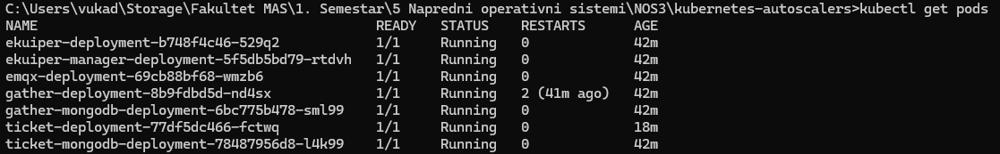 C:\Users\vukad\Storage\Fakultet MAS\1. Semestar\5 Napredni operativni sistemi\NOS3\kubernetes-autoscalers>kubectl get pods
NAME READY STATUS RESTARTS AGE
ekuiper-deployment-b748f4c46-529q2 1/1 Running 0 42m
ekuiper-manager-deployment-5f5db5bd79-rtdvh 1/1 Running 0 42m
emqx-deployment-69cb88bf68-wmzb6 1/1 Running 0 42m
gather-deployment-8b9fdbd5d-nd4sx 1/1 Running 2 (41m ago) 42m
gather-mongodb-deployment-6bc775b478-sml99 1/1 Running 0 42m
ticket-deployment-77df5dc466-fctwq 1/1 Running 0 18m
ticket-mongodb-deployment-78487956d8-l4k99 1/1 Running 0 42m